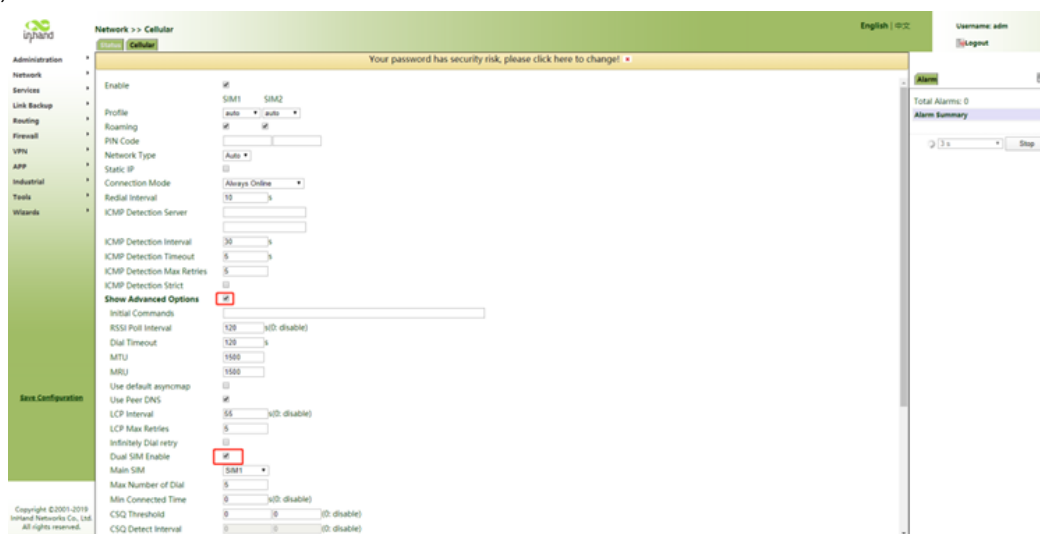 inhand
Network >> Cellular
English | 中文
Username: adm
Logout
Status Cellular
Your password has security risk, please click here to change!
Administration
Network
Services
Link Backup
Routing
Firewall
VPN
APP
Industrial
Tools
Wizards
Save Configuration
Copyright ©2001-2019
InHand Networks Co., Ltd.
All rights reserved.
Enable
SIM1 SIM2
Profile auto auto
Roaming
PIN Code
Network Type Auto
Static IP
Connection Mode Always Online
Redial Interval 10 s
ICMP Detection Server
ICMP Detection Interval 30 s
ICMP Detection Timeout 5 s
ICMP Detection Max Retries 5
ICMP Detection Strict
Show Advanced Options
Initial Commands
RSSI Poll Interval 120 s(0: disable)
Dial Timeout 120 s
MTU 1500
MRU 1500
Use default asyncmap
Use Peer DNS
LCP Interval 55 s(0: disable)
LCP Max Retries 5
Infinitely Dial retry
Dual SIM Enable
Main SIM SIM1
Max Number of Dial 5
Min Connected Time 0 s(0: disable)
CSQ Threshold 0 0 (0: disable)
CSQ Detect Interval 0 0 (0: disable)
Alarm
Total Alarms: 0
Alarm Summary
3 s Stop